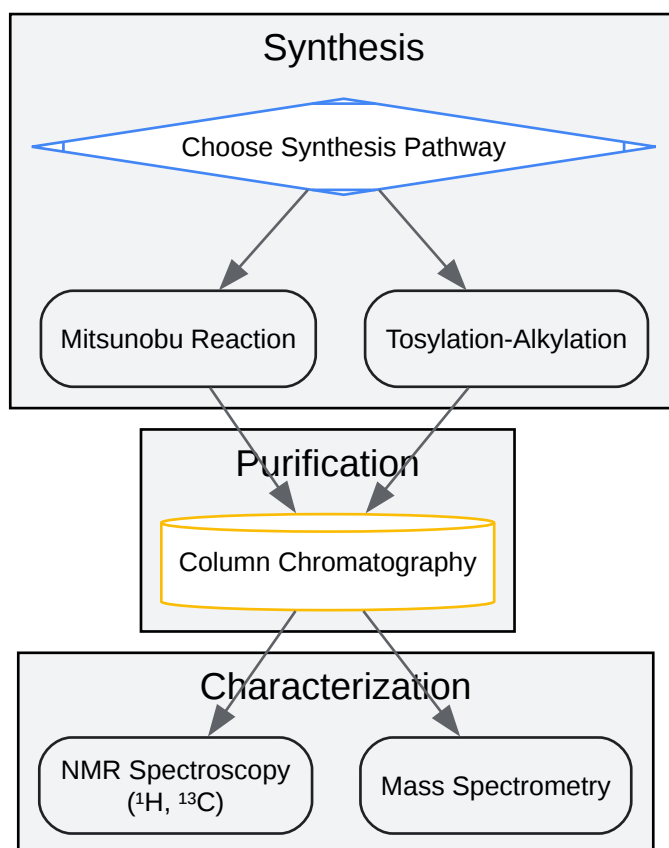 Synthesis
Choose Synthesis Pathway
Mitsunobu Reaction
Tosylation-Alkylation
Purification
Column Chromatography
Characterization
NMR Spectroscopy
(¹H, ¹³C)
Mass Spectrometry